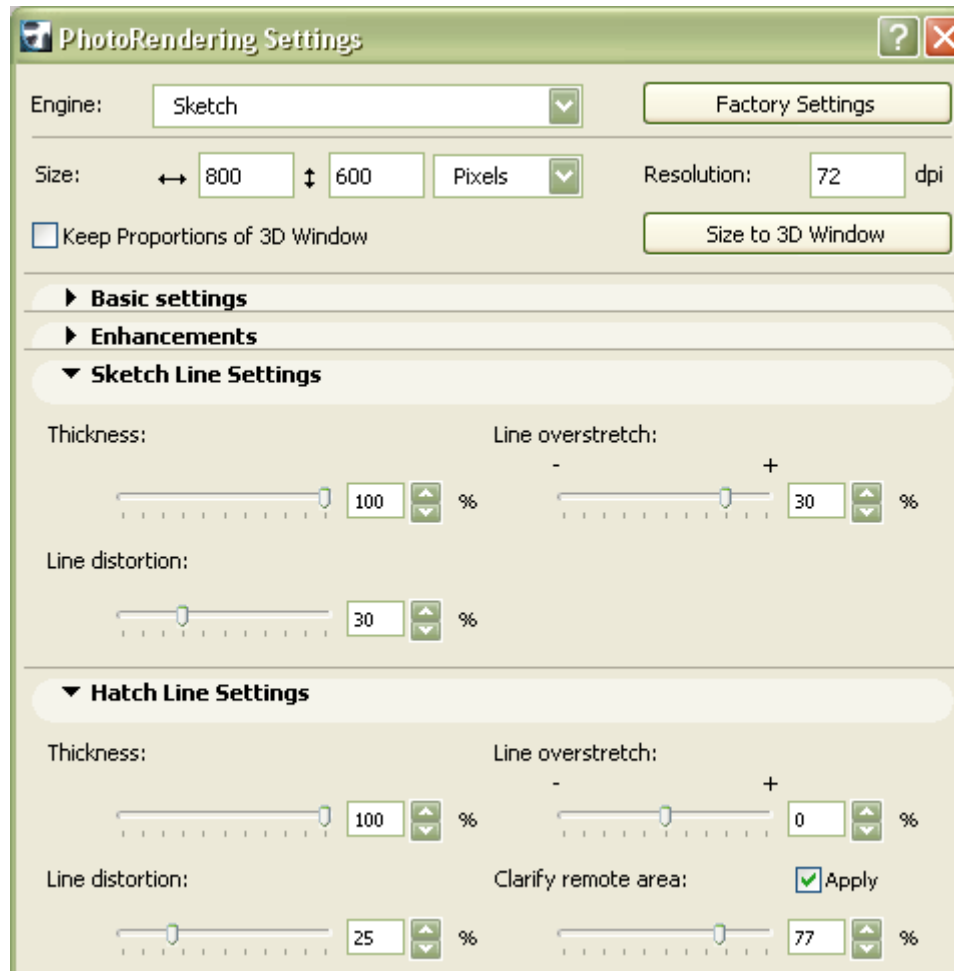 PhotoRendering Settings
Engine: Sketch Factory Settings
Size: 800 600 Pixels Resolution: 72 dpi
Keep Proportions of 3D Window Size to 3D Window
Basic settings
Enhancements
Sketch Line Settings
Thickness: Line overstretch:
- +
100 % 30 %
Line distortion:
30 %
Hatch Line Settings
Thickness: Line overstretch:
- +
100 % 0 %
Line distortion: Clarify remote area: Apply
25 % 77 %